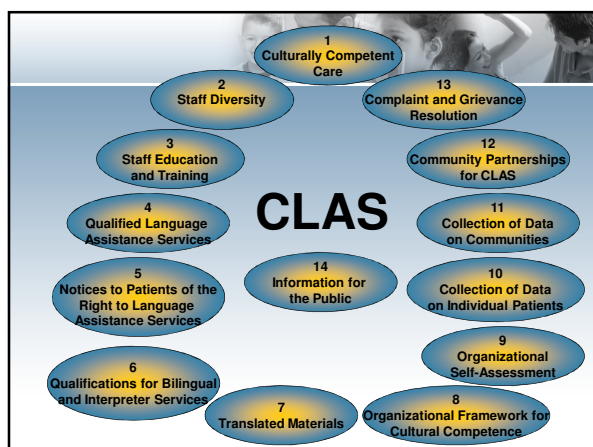 1
Culturally Competent
Care
2
Staff Diversity
3
Staff Education
and Training
4
Qualified Language
Assistance Services
5
Notices to Patients of the
Right to Language
Assistance Services
6
Qualifications for Bilingual
and Interpreter Services
7
Translated Materials
8
Organizational Framework for
Cultural Competence
9
Organizational
Self-Assessment
10
Collection of Data
on Individual Patients
11
Collection of Data
on Communities
12
Community Partnerships
for CLAS
13
Complaint and Grievance
Resolution
CLAS
14
Information for
the Public